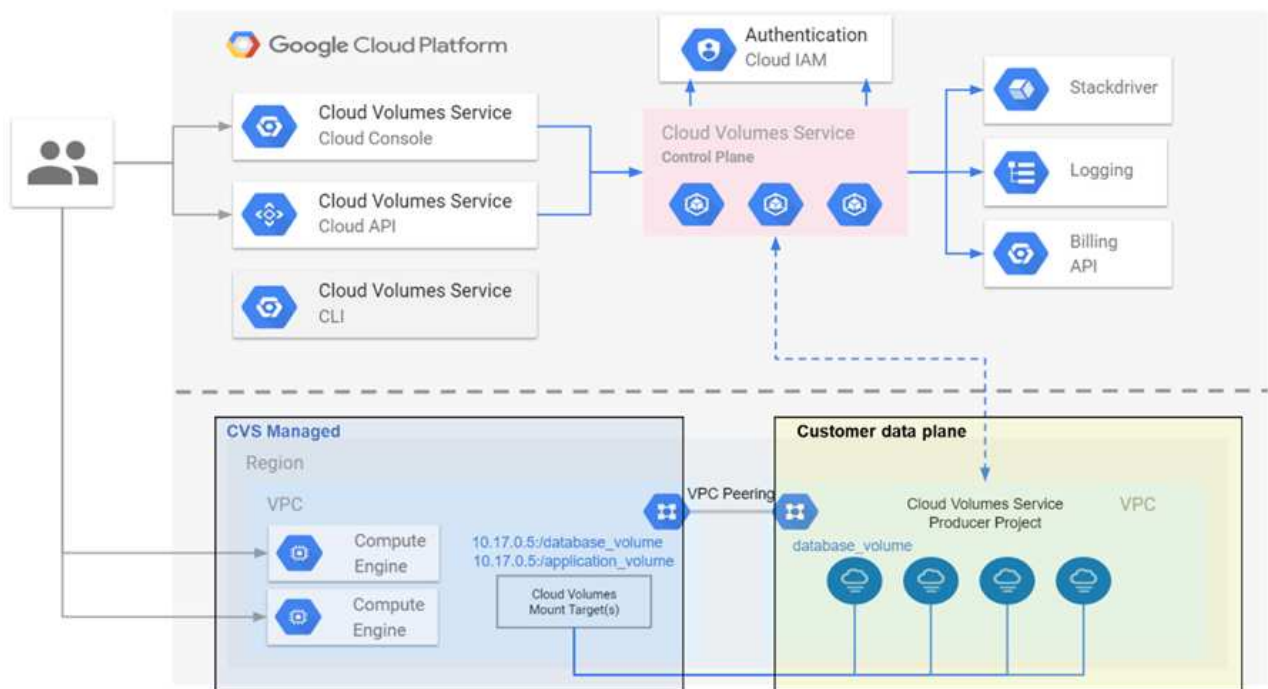 Google Cloud Platform
Authentication
Cloud IAM
Cloud Volumes Service
Cloud Console
Cloud Volumes Service
Cloud API
Cloud Volumes Service
CLI
Cloud Volumes Service
Control Plane
Stackdriver
Logging
Billing
API
CVS Managed
Region
VPC
Compute
Engine
Compute
Engine
10.17.0.5:/database_volume
10.17.0.5:/application_volume
Cloud Volumes
Mount Target(s)
VPC Peering
Customer data plane
Cloud Volumes Service
Producer Project
VPC
database_volume